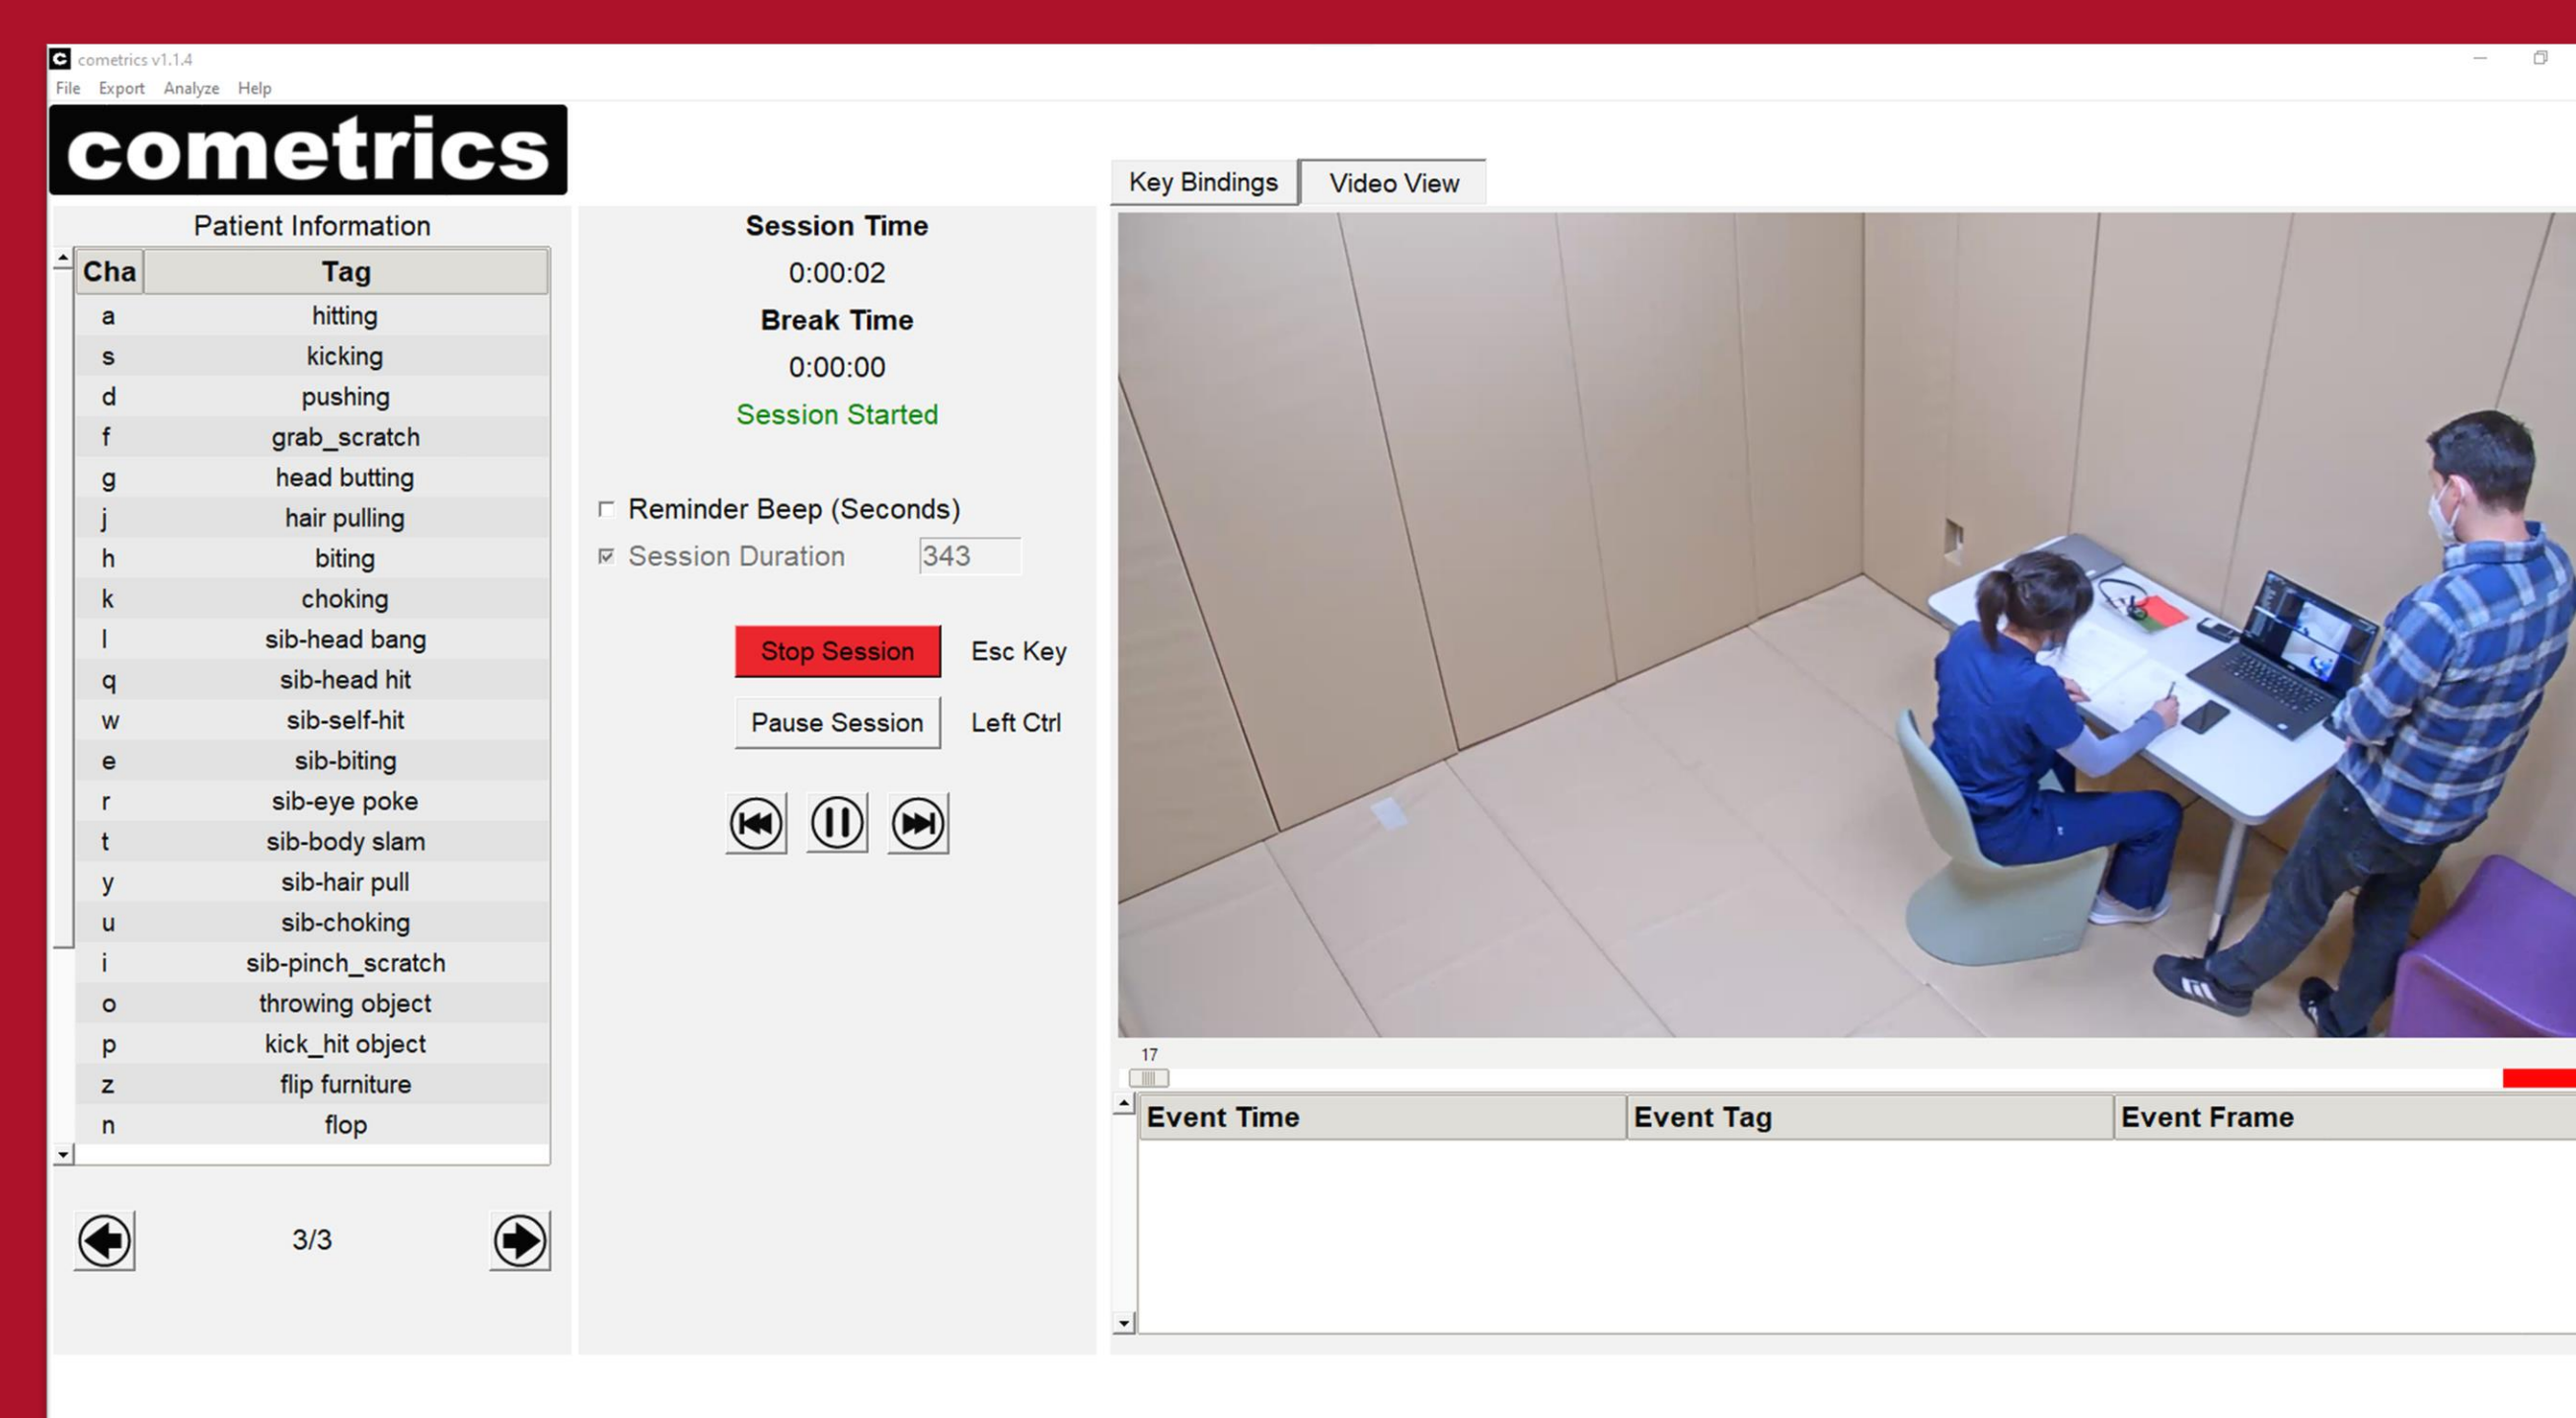 cometrics v1.1.4
File Export Analyze Help
cometrics
Patient Information
Cha Tag
a hitting
s kicking
d pushing
f grab_scratch
g head butting
j hair pulling
h biting
k choking
l sib-head bang
q sib-head hit
w sib-self-hit
e sib-biting
r sib-eye poke
t sib-body slam
y sib-hair pull
u sib-choking
i sib-pinch_scratch
o throwing object
p kick_hit object
z flip furniture
n flop
3/3
Session Time
0:00:02
Break Time
0:00:00
Session Started
Reminder Beep (Seconds)
Session Duration 343
Stop Session Esc Key
Pause Session Left Ctrl
Key Bindings Video View
17
Event Time Event Tag Event Frame